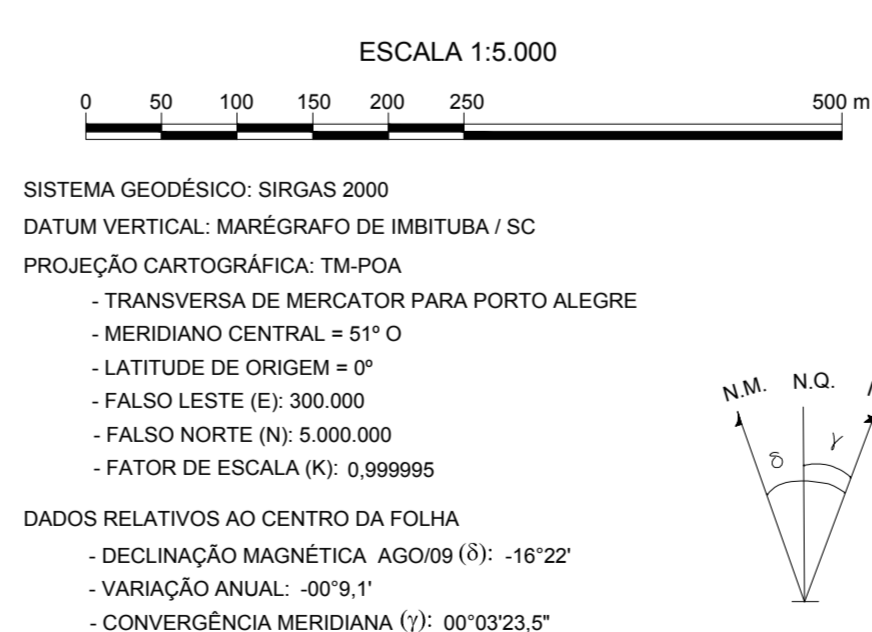 ESCALA 1:5.000
0 50 100 150 200 250 500 m
SISTEMA GEODÉSICO: SIRGAS 2000
DATUM VERTICAL: MARÉGRAFO DE IMBITUBA / SC
PROJEÇÃO CARTOGRÁFICA: TM-POA
- TRANSVERSA DE MERCATOR PARA PORTO ALEGRE
- MERIDIANO CENTRAL = 51º O
- LATITUDE DE ORIGEM = 0º
- FALSO LESTE (E): 300.000
- FALSO NORTE (N): 5.000.000
- FATOR DE ESCALA (K): 0,999995
N.M. N.Q.
δ γ
DADOS RELATIVOS AO CENTRO DA FOLHA
- DECLINAÇÃO MAGNÉTICA AGO/09 (δ): -16°22'
- VARIAÇÃO ANUAL: -00°9,1'
- CONVERGÊNCIA MERIDIANA (γ): 00°03'23,5"